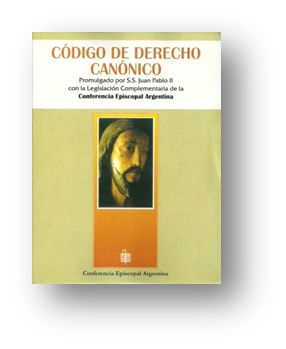 CÓDIGO DE DERECHO
CANÓNICO
Promulgado por S.S. Juan Pablo II
con la Legislación Complementaria de la
Conferencia Episcopal Argentina
Conferencia Episcopal Argentina